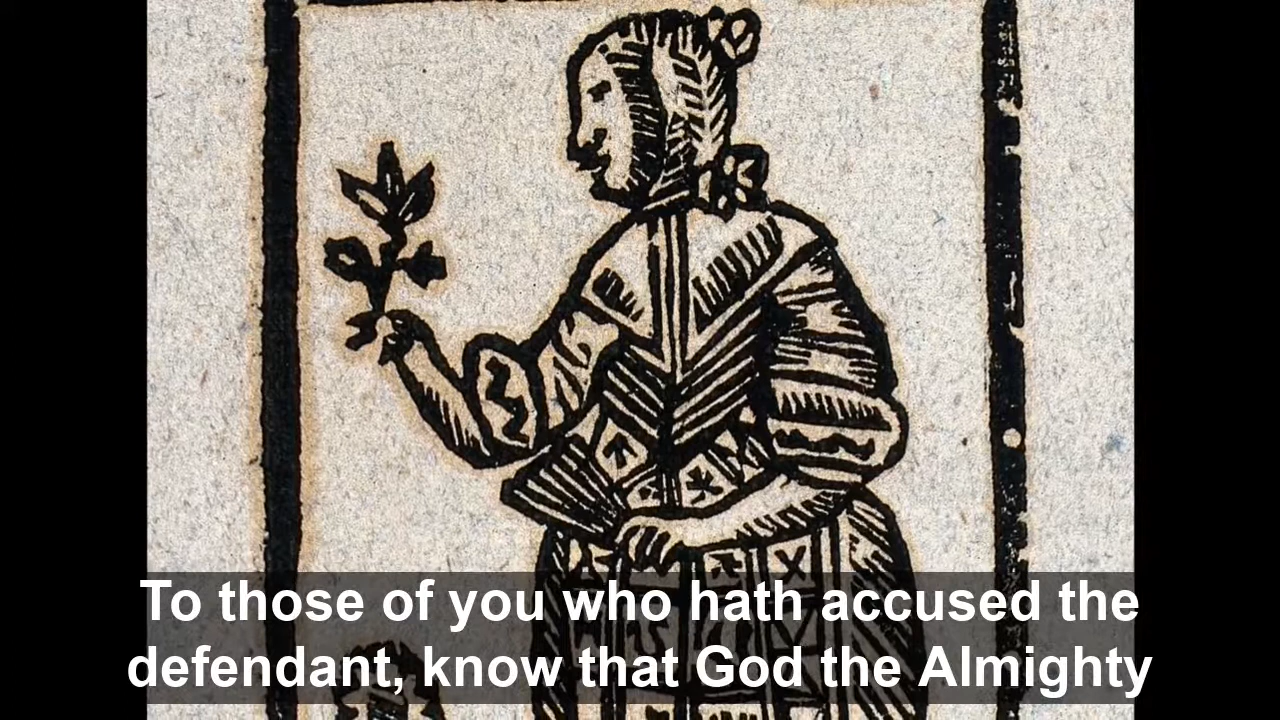 To those of you who hath accused the
defendant, know that God the Almighty